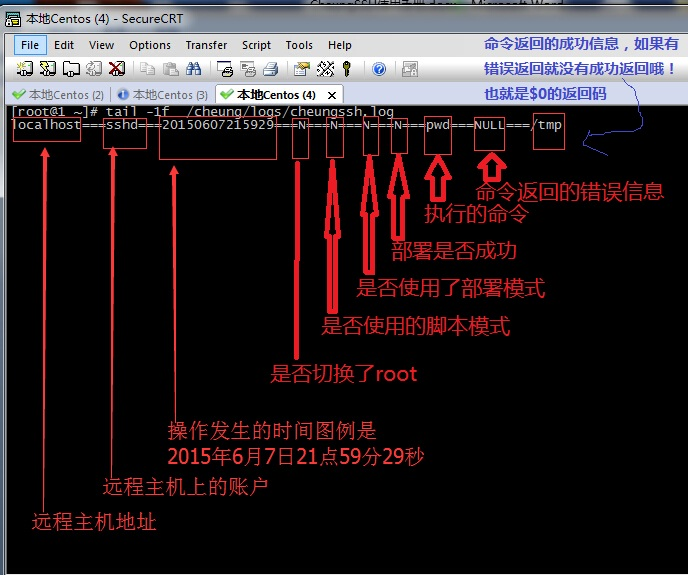 本地Centos (4) - SecureCRT
File Edit View Options Transfer Script Tools Help
命令返回的成功信息，如果有
错误返回就没有成功返回哦！
也就是$0的返回码
本地Centos (2) 本地Centos (3) 本地Centos (4)
[root@1 ~]# tail -1f /cheung/logs/cheungssh.log
localhost===sshd===20150607215929===N===N===N===N===pwd===NULL===/tmp
命令返回的错误信息
执行的命令
部署是否成功
是否使用了部署模式
是否使用的脚本模式
是否切换了root
操作发生的时间图例是
2015年6月7日21点59分29秒
远程主机上的账户
远程主机地址